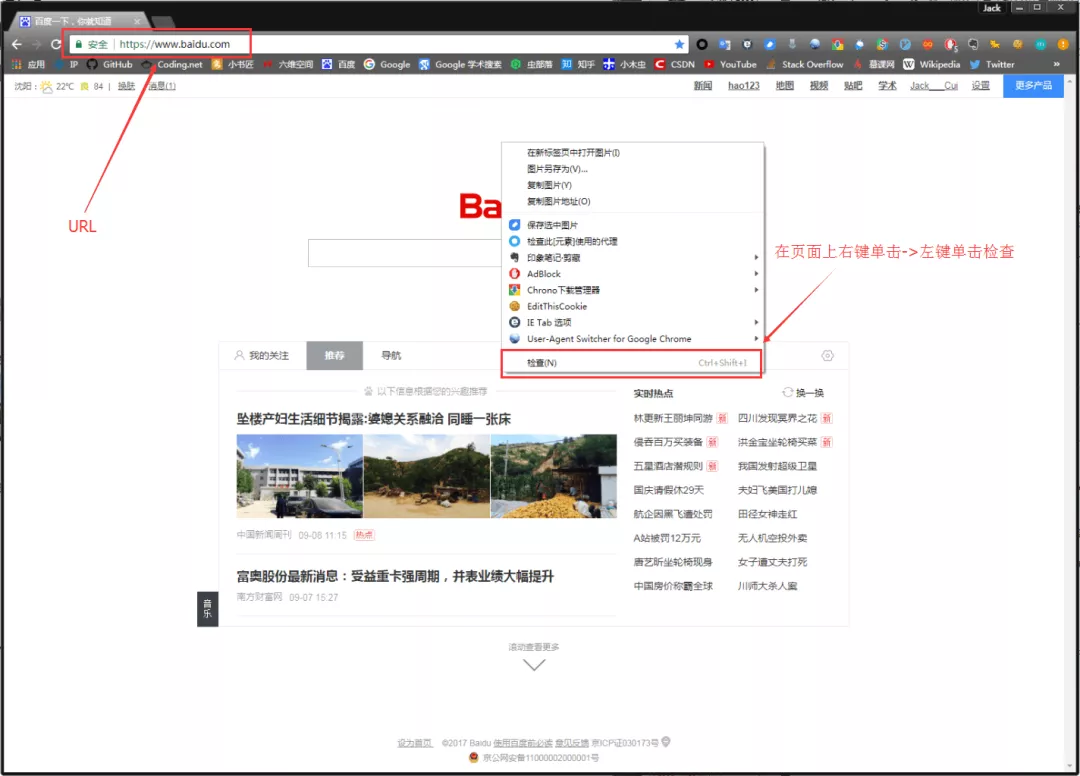 Jack
百度一下，你就知道
安全 https://www.baidu.com
应用 IP GitHub Coding.net 小书匠 六维空间 百度 Google Google 学术搜索 虫部落 知乎 小木虫 CSDN YouTube Stack Overflow 慕课网 Wikipedia Twitter
沈阳： 22℃ 84 | 换肤 消息(1)
新闻 hao123 地图 视频 贴吧 学术 Jack___Cui 设置 更多产品
URL
Ba
在新标签页中打开图片(I)
图片另存为(V)...
复制图片(Y)
复制图片地址(O)
保存选中图片
检查此[元素]使用的代理
印象笔记·剪藏
AdBlock
Chrono下载管理器
EditThisCookie
IE Tab 选项
User-Agent Switcher for Google Chrome
检查(N) Ctrl+Shift+I
在页面上右键单击->左键单击检查
我的关注 推荐 导航
以下信息根据您的兴趣推荐
坠楼产妇生活细节揭露:婆媳关系融洽 同睡一张床
中国新闻周刊 09-08 11:15 热点
富奥股份最新消息：受益重卡强周期，并表业绩大幅提升
南方财富网 09-07 15:27
实时热点 换一换
林更新王丽坤同游 新 四川发现冥界之花 新
侵吞百万买装备 新 洪金宝坐轮椅买菜 新
五星酒店潜规则 新 我国发射超级卫星
国庆请假休29天 夫妇飞美国打儿媳
航企因黑飞遭处罚 田径女神走红
A站被罚12万元 无人机空投外卖
唐艺昕坐轮椅现身 女子遭丈夫打死
中国房价称霸全球 川师大杀人案
音乐
滚动查看更多
设为首页 ©2017 Baidu 使用百度前必读 意见反馈 京ICP证030173号
京公网安备11000002000001号